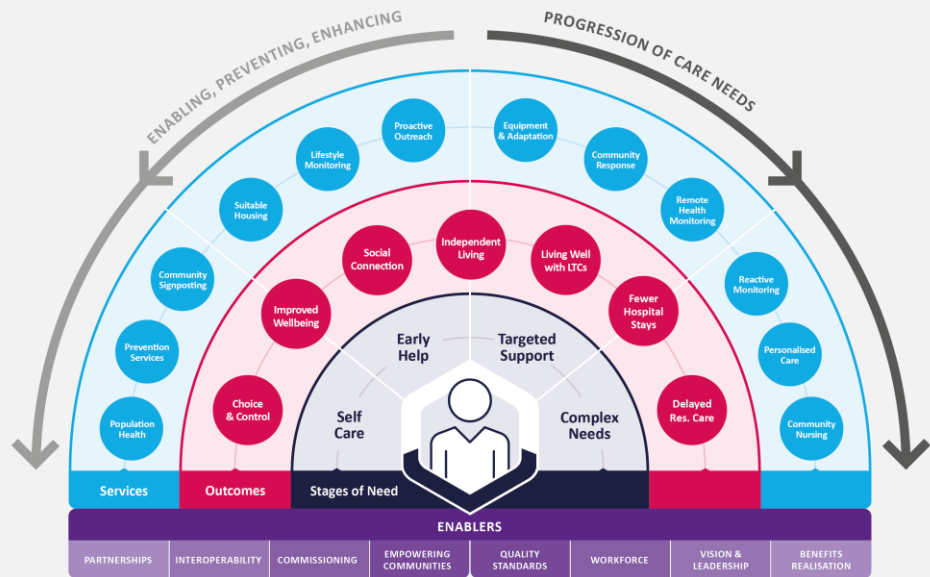 ENABLING, PREVENTING, ENHANCING
PROGRESSION OF CARE NEEDS
Population
Health
Prevention
Services
Community
Signposting
Suitable
Housing
Lifestyle
Monitoring
Proactive
Outreach
Equipment
& Adaptation
Community
Response
Remote
Health
Monitoring
Reactive
Monitoring
Personalised
Care
Community
Nursing
Choice
& Control
Improved
Wellbeing
Social
Connection
Independent
Living
Living Well
with LTCs
Fewer
Hospital
Stays
Delayed
Res. Care
Self
Care
Early
Help
Targeted
Support
Complex
Needs
Services
Outcomes
Stages of Need
ENABLERS
PARTNERSHIPS
INTEROPERABILITY
COMMISSIONING
EMPOWERING
COMMUNITIES
QUALITY
STANDARDS
WORKFORCE
VISION &
LEADERSHIP
BENEFITS
REALISATION